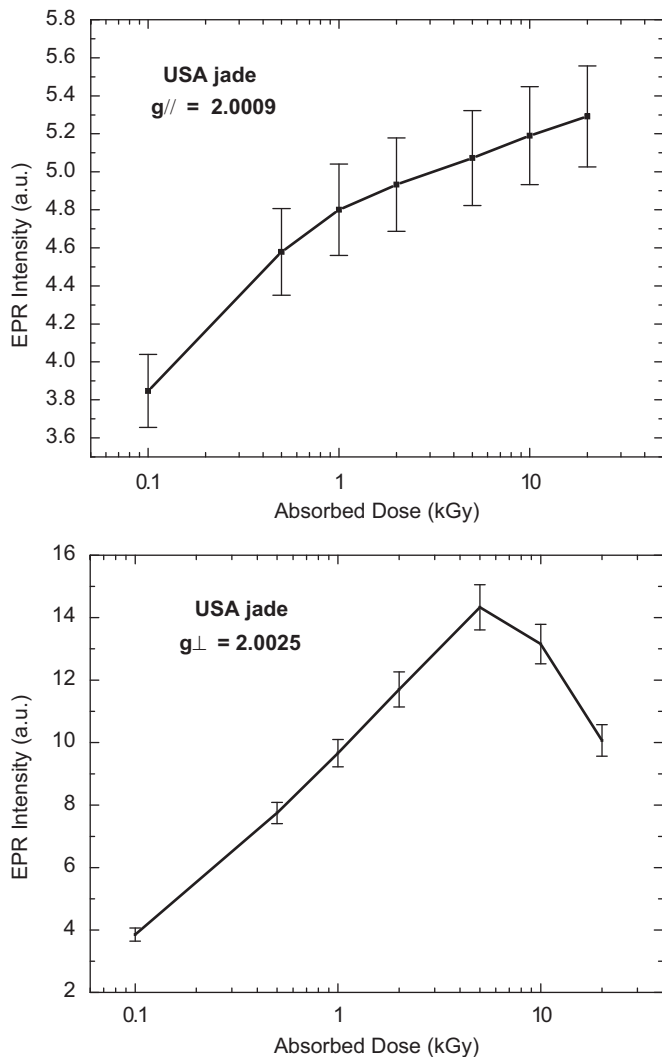 5.8
5.6
5.4
5.2
5.0
4.8
4.6
4.4
4.2
4.0
3.8
3.6
EPR Intensity (a.u.)
USA jade
g// = 2.0009
0.1 1 10
Absorbed Dose (kGy)
16
14
12
10
8
6
4
2
EPR Intensity (a.u.)
USA jade
g⊥ = 2.0025
0.1 1 10
Absorbed Dose (kGy)